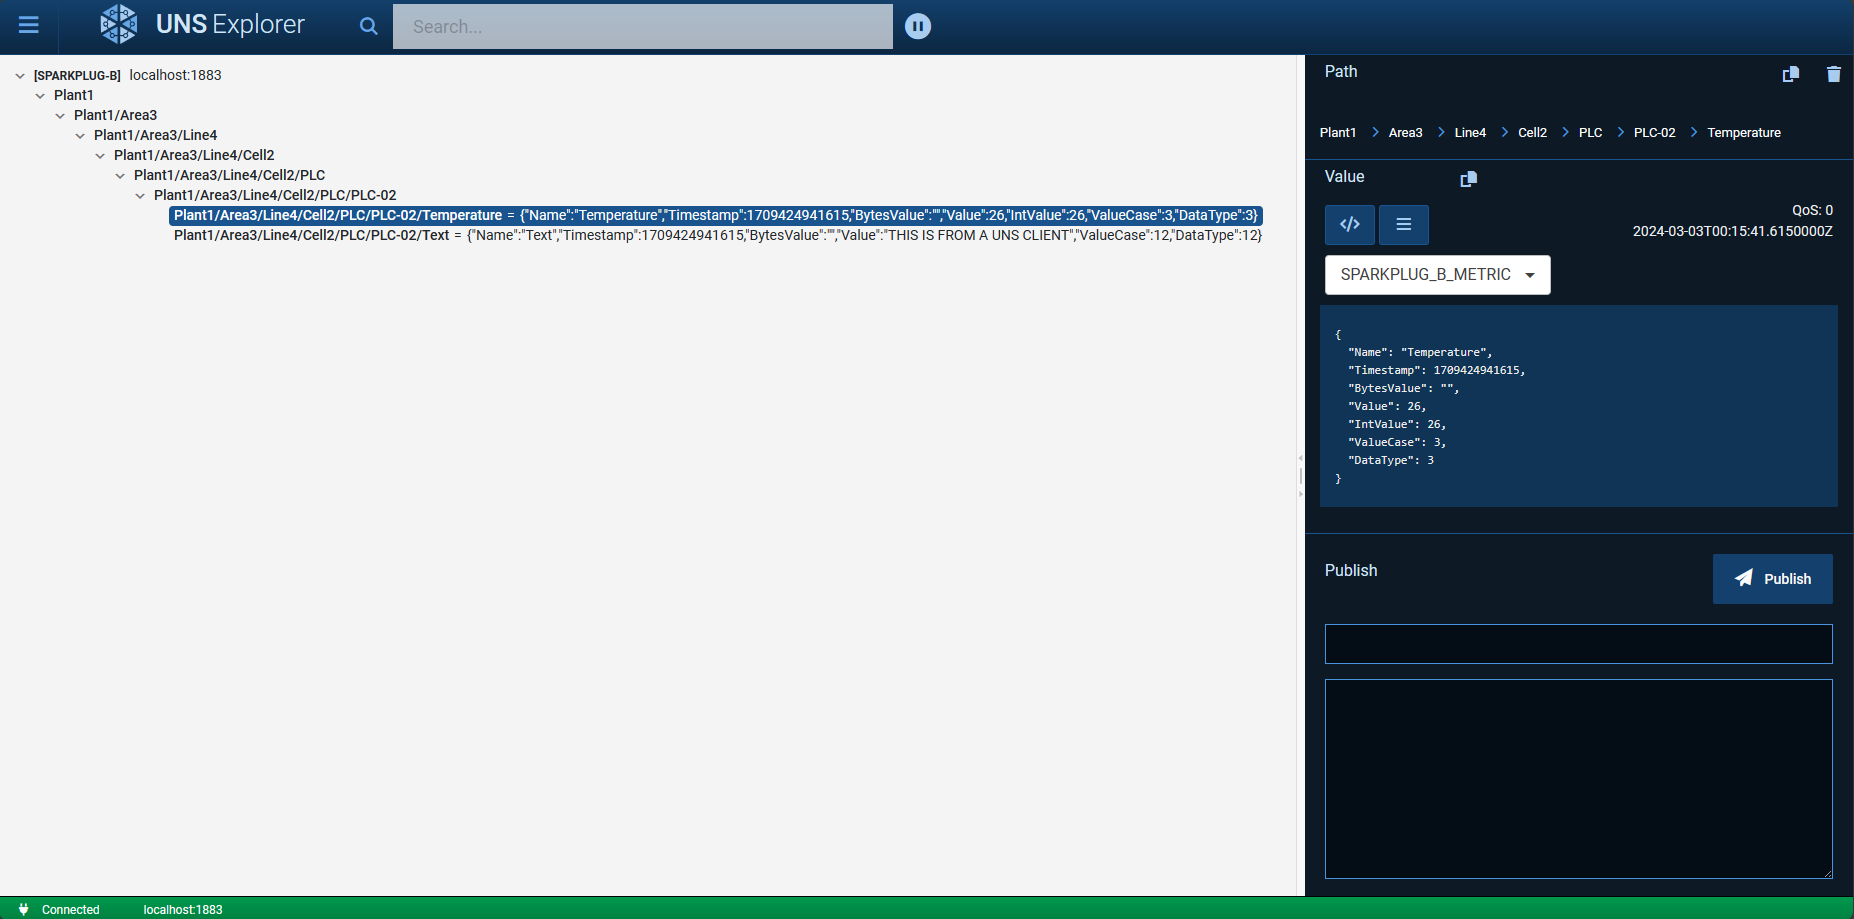 UNS Explorer
Search...
[SPARKPLUG-B] localhost:1883
Plant1
Plant1/Area3
Plant1/Area3/Line4
Plant1/Area3/Line4/Cell2
Plant1/Area3/Line4/Cell2/PLC
Plant1/Area3/Line4/Cell2/PLC/PLC-02
Plant1/Area3/Line4/Cell2/PLC/PLC-02/Temperature = {"Name":"Temperature","Timestamp":1709424941615,"BytesValue":"","Value":26,"IntValue":26,"ValueCase":3,"DataType":3}
Plant1/Area3/Line4/Cell2/PLC/PLC-02/Text = {"Name":"Text","Timestamp":1709424941615,"BytesValue":"","Value":"THIS IS FROM A UNS CLIENT","ValueCase":12,"DataType":12}
Path
Plant1 > Area3 > Line4 > Cell2 > PLC > PLC-02 > Temperature
Value
</>
QoS: 0
2024-03-03T00:15:41.6150000Z
SPARKPLUG_B_METRIC
{
"Name": "Temperature",
"Timestamp": 1709424941615,
"BytesValue": "",
"Value": 26,
"IntValue": 26,
"ValueCase": 3,
"DataType": 3
}
Publish
Publish
Connected localhost:1883